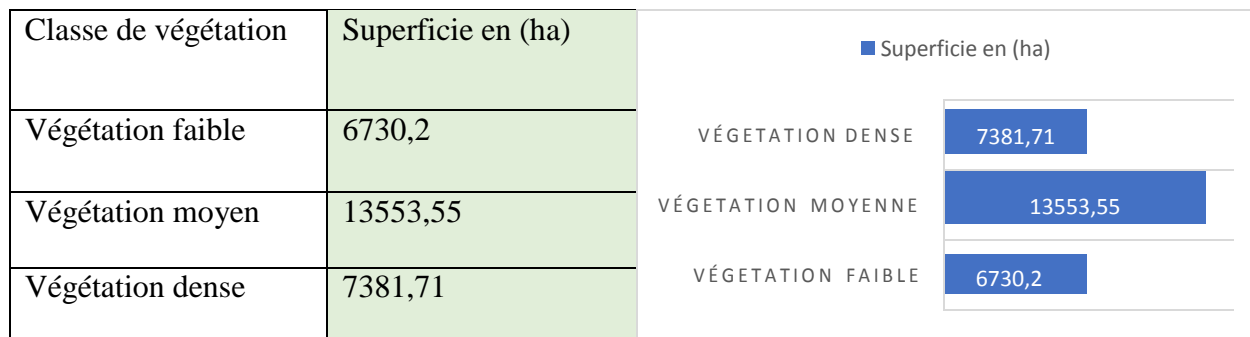 Classe de végétation Superficie en (ha)
Végétation faible 6730,2
Végétation moyen 13553,55
Végétation dense 7381,71
Superficie en (ha)
VÉGETATION DENSE 7381,71
VÉGETATION MOYENNE 13553,55
VÉGETATION FAIBLE 6730,2